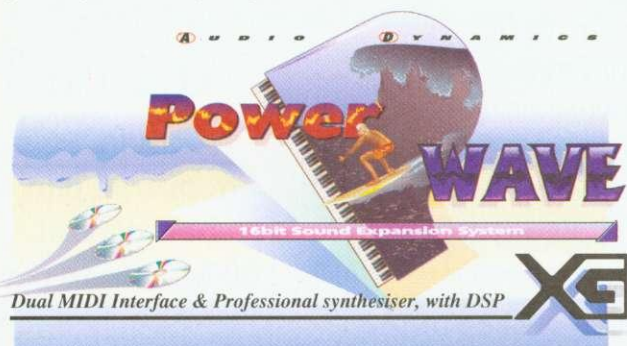 AUDIO DYNAMICS
Power
WAVE
16bit Sound Expansion System
Dual MIDI Interface & Professional synthesiser, with DSP
XG